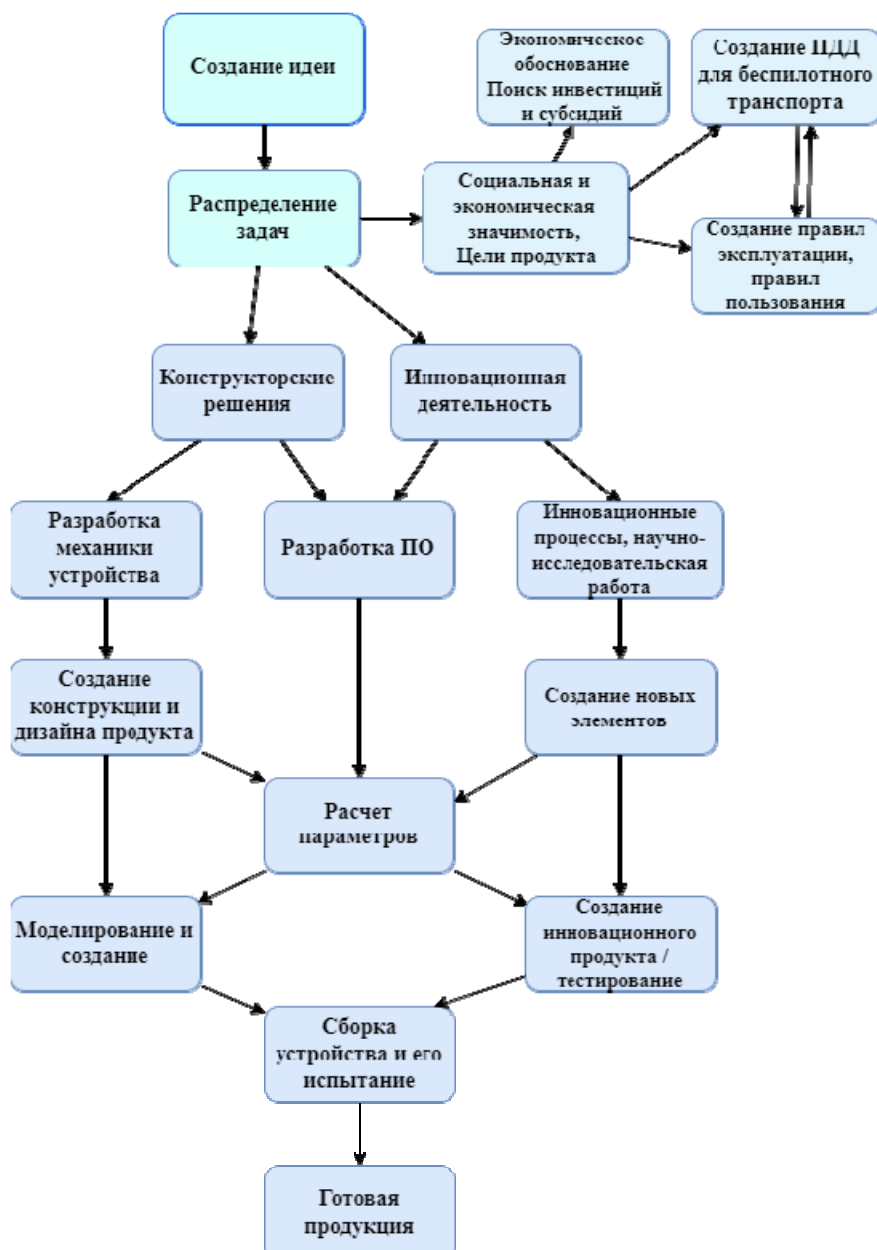 Создание идеи
Экономическое
обоснование
Поиск инвестиций
и субсидий
Создание ПДД
для беспилотного
транспорта
Распределение
задач
Социальная и
экономическая
значимость,
Цели продукта
Создание правил
эксплуатации,
правил
пользования
Конструкторские
решения
Инновационная
деятельность
Разработка
механики
устройства
Разработка ПО
Инновационные
процессы, научно-
исследовательская
работа
Создание
конструкции и
дизайна продукта
Создание новых
элементов
Расчет
параметров
Моделирование и
создание
Создание
инновационного
продукта /
тестирование
Сборка
устройства и его
испытание
Готовая
продукция